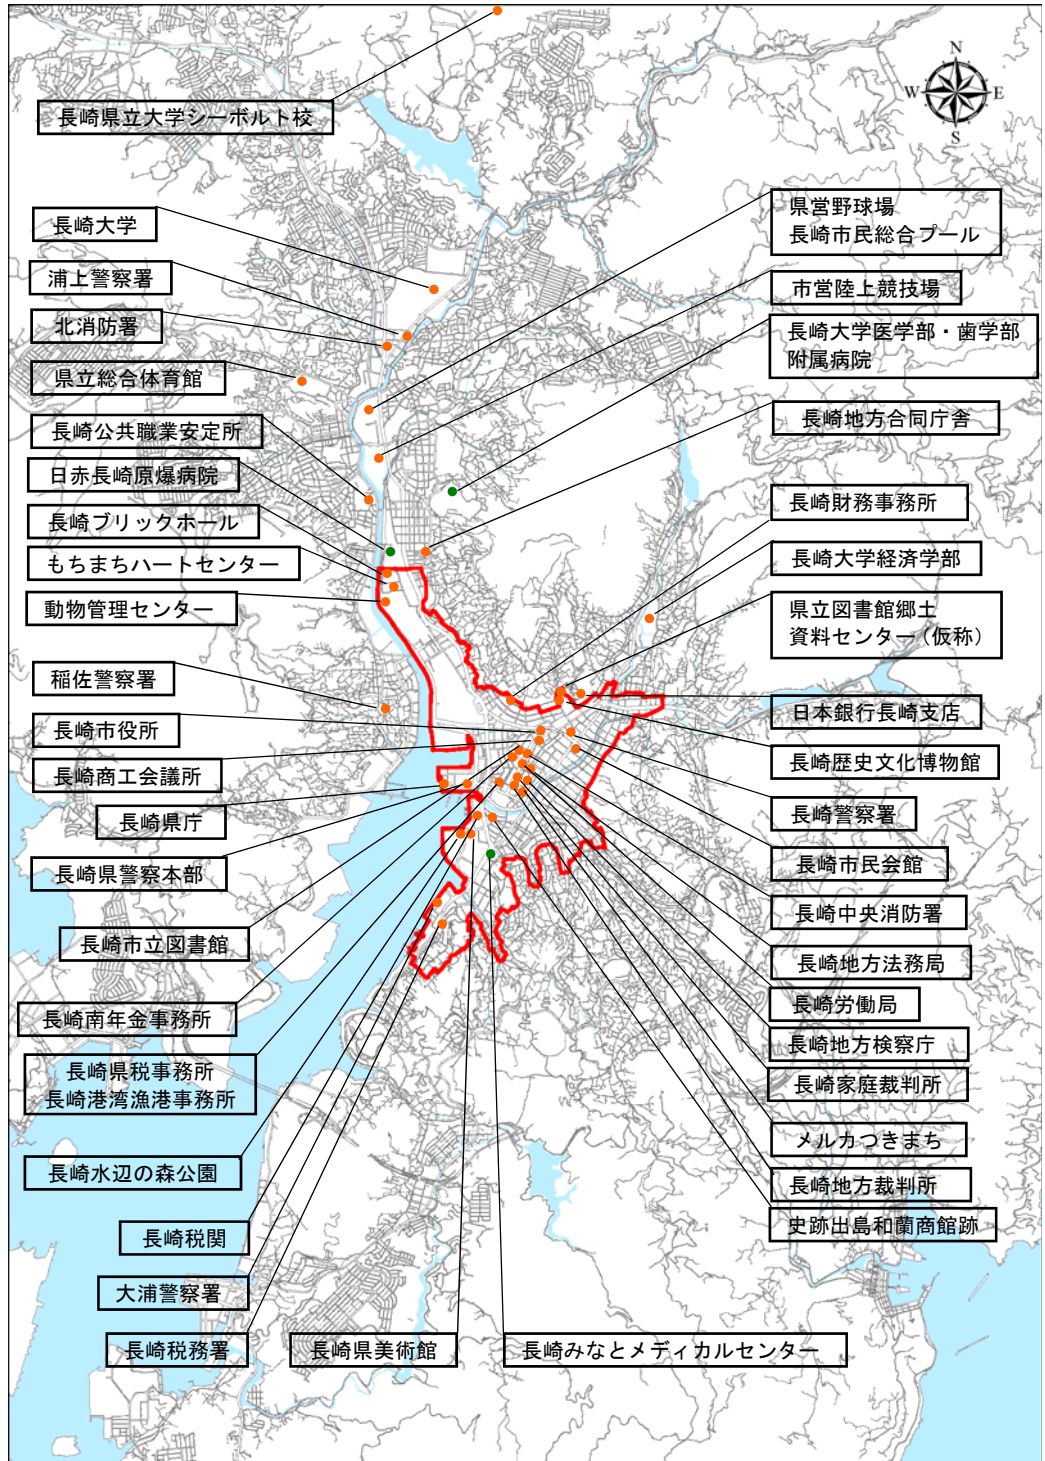 N
W
E
S
長崎県立大学シーボルト校
長崎大学
浦上警察署
北消防署
県立総合体育館
長崎公共職業安定所
日赤長崎原爆病院
長崎ブリックホール
もちまちハートセンター
動物管理センター
稲佐警察署
長崎市役所
長崎商工会議所
長崎県庁
長崎県警察本部
長崎市立図書館
長崎南年金事務所
長崎県税事務所
長崎港湾漁港事務所
長崎水辺の森公園
長崎税関
大浦警察署
長崎税務署
長崎県美術館
長崎みなとメディカルセンター
県営野球場
長崎市民総合プール
市営陸上競技場
長崎大学医学部・歯学部
附属病院
長崎地方合同庁舎
長崎財務事務所
長崎大学経済学部
県立図書館郷土
資料センター(仮称)
日本銀行長崎支店
長崎歴史文化博物館
長崎警察署
長崎市民会館
長崎中央消防署
長崎地方法務局
長崎労働局
長崎地方検察庁
長崎家庭裁判所
メルカつきまち
長崎地方裁判所
史跡出島和蘭商館跡